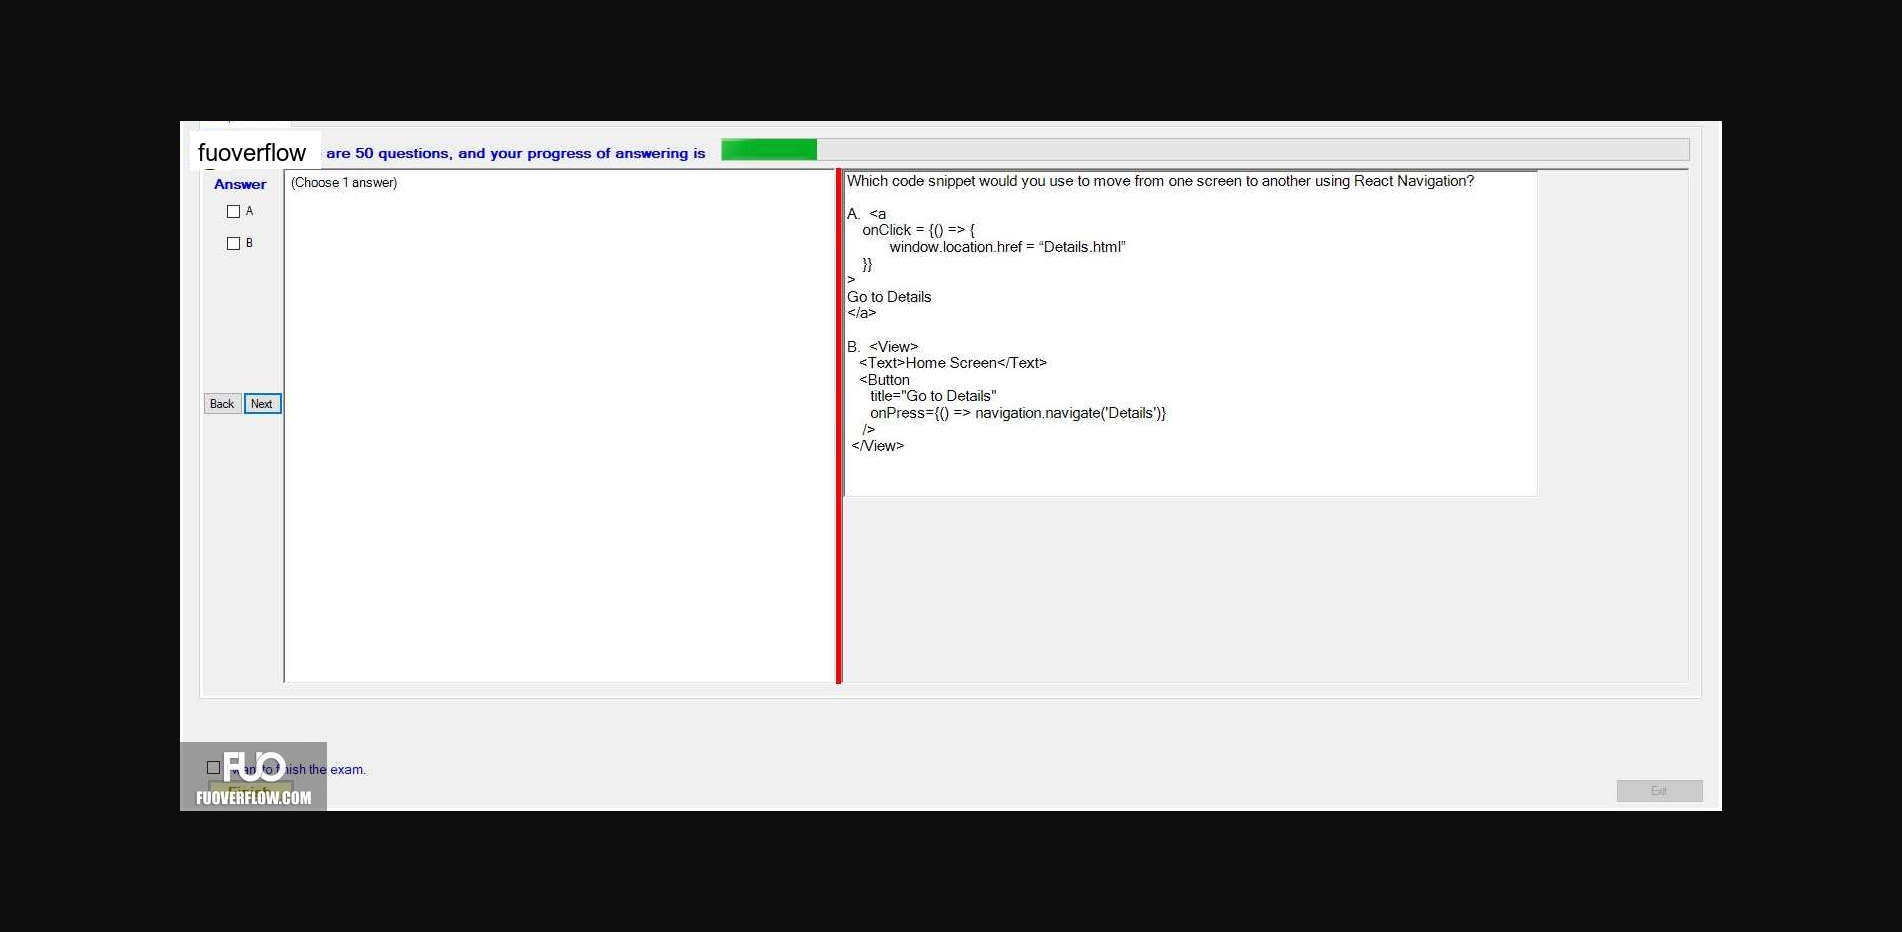 fuoverflow are 50 questions, and your progress of answering is
Answer
A
B
Back Next
(Choose 1 answer)
Which code snippet would you use to move from one screen to another using React Navigation?
A. <a
onClick = {() => {
window.location.href = “Details.html”
}}
>
Go to Details
</a>
B. <View>
<Text>Home Screen</Text>
<Button
title="Go to Details"
onPress={() => navigation.navigate('Details')}
/>
</View>
FUO
want to finish the exam.
Finish
FUOVERFLOW.COM
Exit